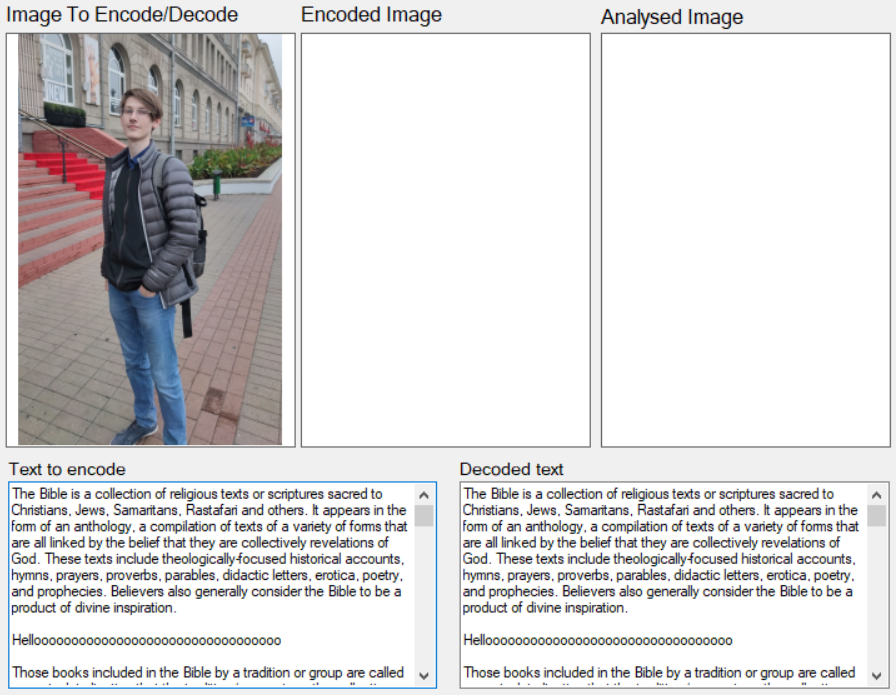 Image To Encode/Decode
Encoded Image
Analysed Image
Text to encode
The Bible is a collection of religious texts or scriptures sacred to
Christians, Jews, Samaritans, Rastafari and others. It appears in the
form of an anthology, a compilation of texts of a variety of forms that
are all linked by the belief that they are collectively revelations of
God. These texts include theologically-focused historical accounts,
hymns, prayers, proverbs, parables, didactic letters, erotica, poetry,
and prophecies. Believers also generally consider the Bible to be a
product of divine inspiration.
Hellooooooooooooooooooooooooooooooooooo
Those books included in the Bible by a tradition or group are called
Decoded text
The Bible is a collection of religious texts or scriptures sacred to
Christians, Jews, Samaritans, Rastafari and others. It appears in the
form of an anthology, a compilation of texts of a variety of forms that
are all linked by the belief that they are collectively revelations of
God. These texts include theologically-focused historical accounts,
hymns, prayers, proverbs, parables, didactic letters, erotica, poetry,
and prophecies. Believers also generally consider the Bible to be a
product of divine inspiration.
Hellooooooooooooooooooooooooooooooooooo
Those books included in the Bible by a tradition or group are called